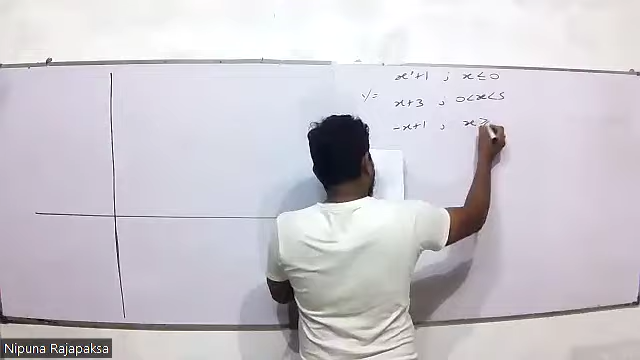 x²+1 ; x ≤ 0
y=
x+3 ; 0<x<5
-x+1 ; x ≥
Nipuna Rajapaksa